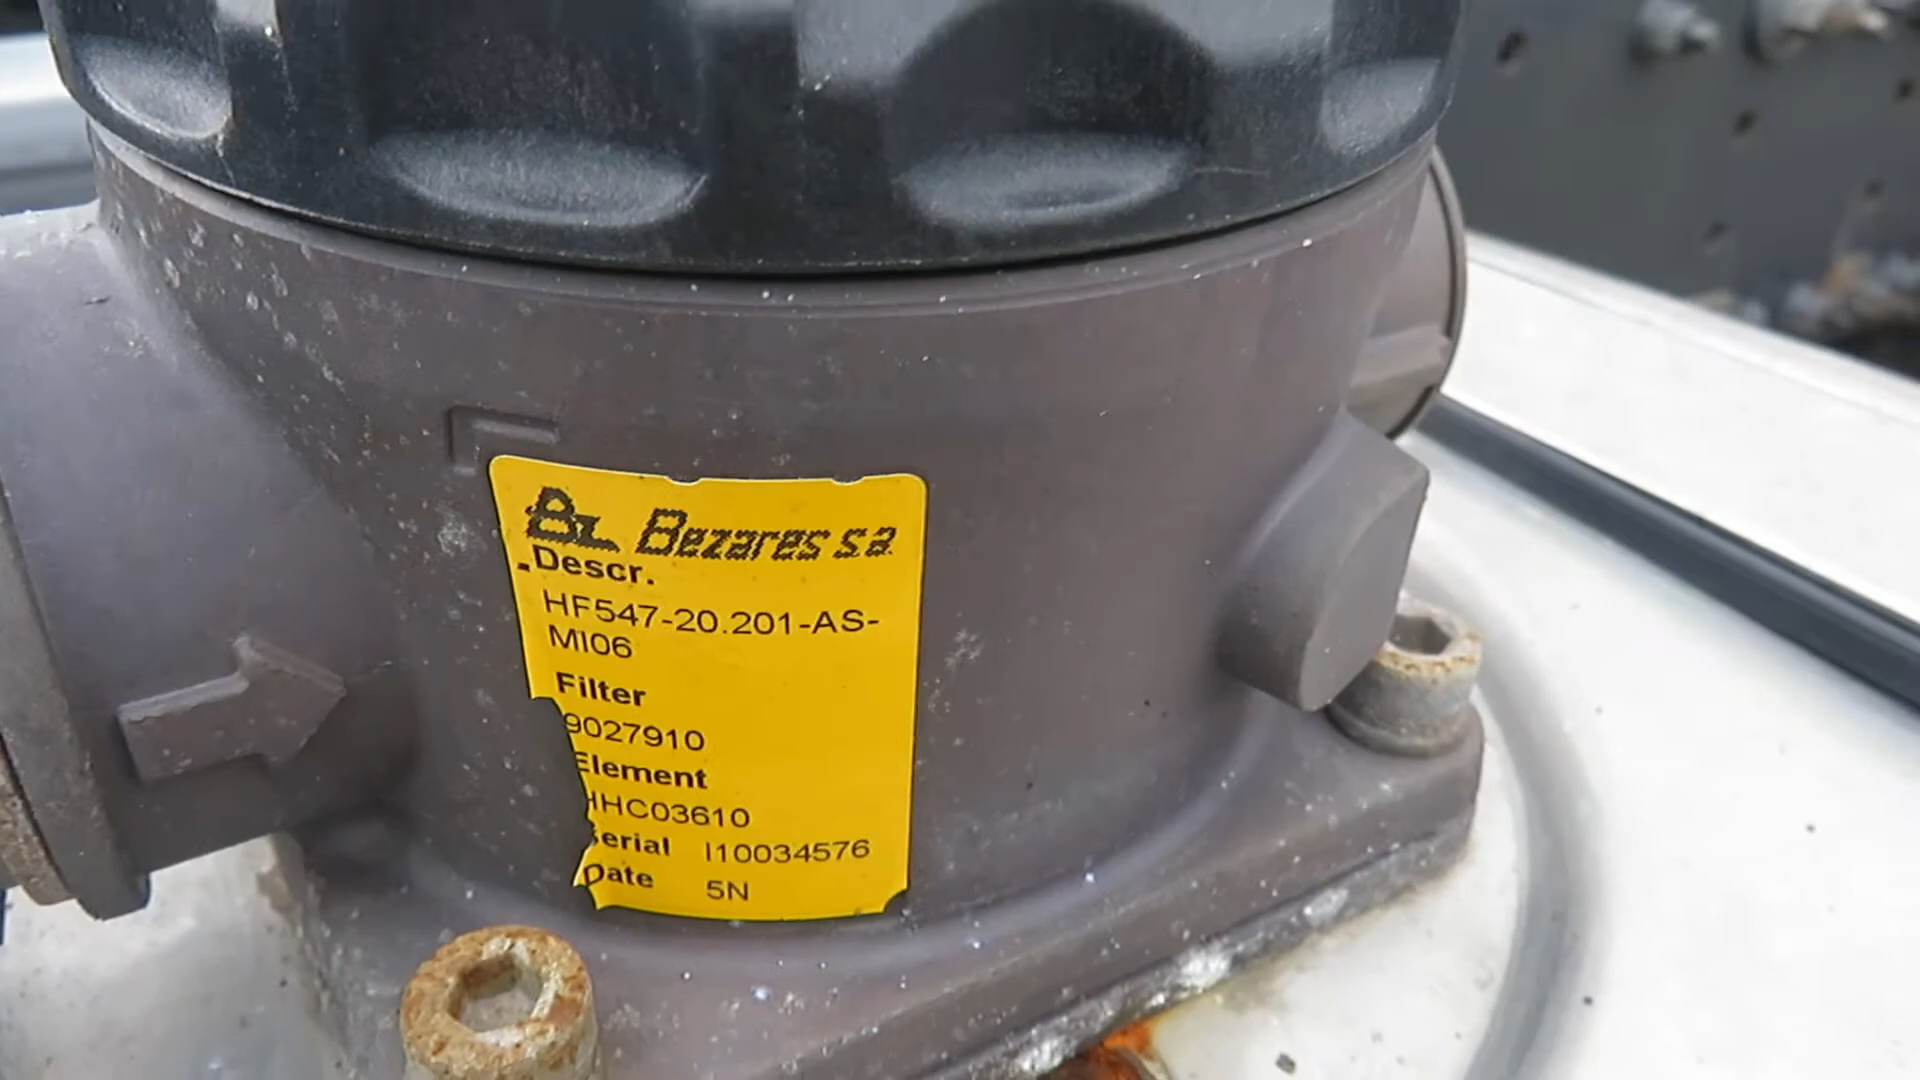 BZ Bezares s.a.
Descr.
HF547-20.201-AS-
MI06
Filter
9027910
Element
HHC03610
Serial I10034576
Date 5N